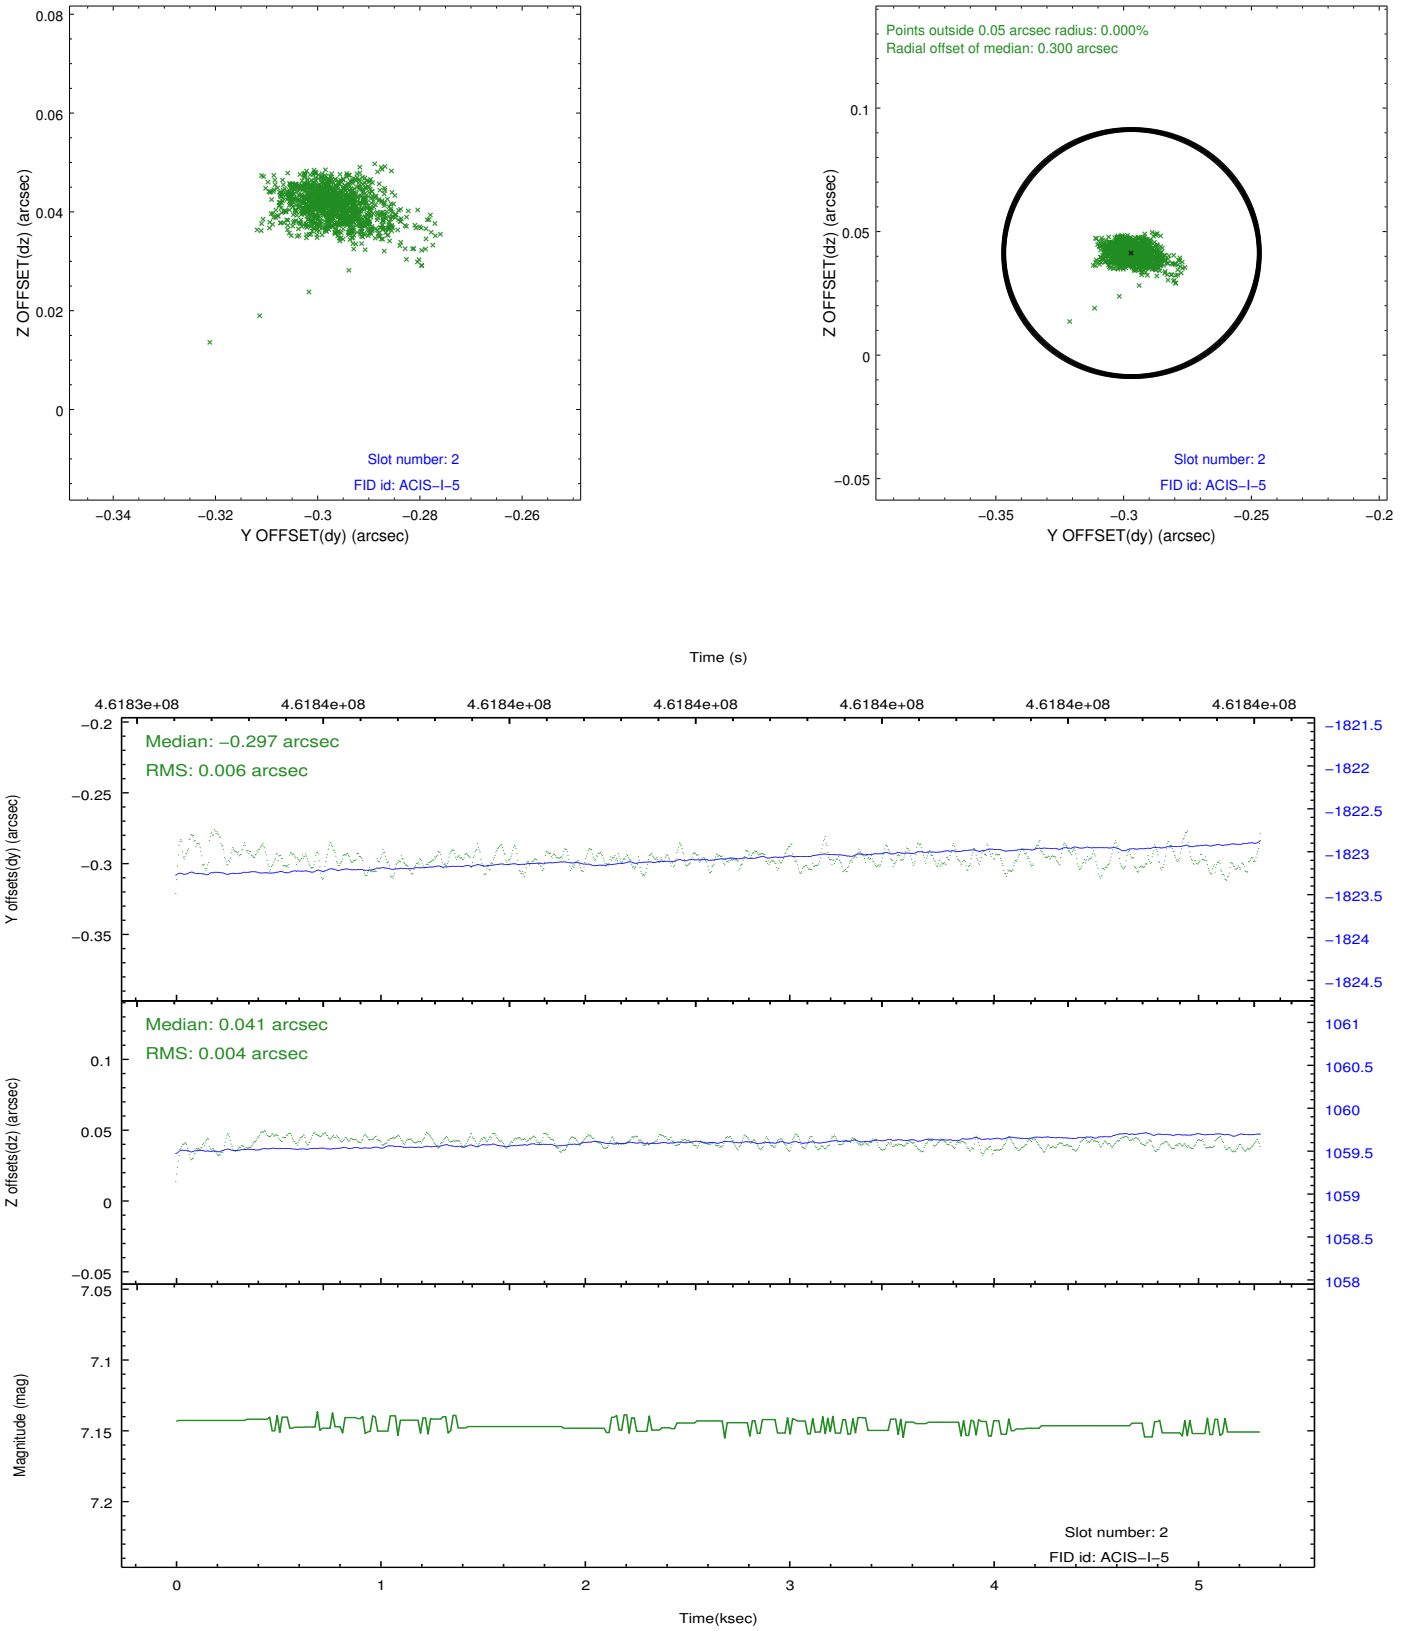 0.08
0.06
0.04
0.02
0
Z OFFSET(dz) (arcsec)
Slot number: 2
FID id: ACIS−I−5
−0.34
−0.32
−0.3
−0.28
−0.26
Y OFFSET(dy) (arcsec)
Points outside 0.05 arcsec radius: 0.000%
Radial offset of median: 0.300 arcsec
0.1
0.05
0
−0.05
Z OFFSET(dz) (arcsec)
Slot number: 2
FID id: ACIS−I−5
−0.35
−0.3
−0.25
−0.2
Y OFFSET(dy) (arcsec)
Time (s)
4.6183e+08
4.6184e+08
4.6184e+08
4.6184e+08
4.6184e+08
4.6184e+08
4.6184e+08
Median: −0.297 arcsec
RMS: 0.006 arcsec
−0.2
−0.25
−0.3
−0.35
Y offsets(dy) (arcsec)
−1821.5
−1822
−1822.5
−1823
−1823.5
−1824
−1824.5
Median: 0.041 arcsec
RMS: 0.004 arcsec
0.1
0.05
0
−0.05
Z offsets(dz) (arcsec)
1061
1060.5
1060
1059.5
1059
1058.5
1058
7.05
7.1
7.15
7.2
Magnitude (mag)
Slot number: 2
FID id: ACIS−I−5
0
1
2
3
4
5
Time(ksec)